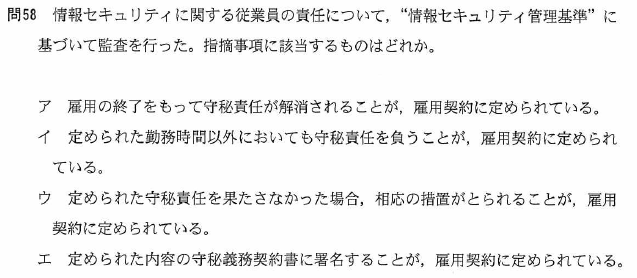 問58 情報セキュリティに関する従業員の責任について，“情報セキュリティ管理基準”に
基づいて監査を行った。指摘事項に該当するものはどれか。
ア 雇用の終了をもって守秘責任が解消されることが，雇用契約に定められている。
イ 定められた勤務時間以外においても守秘責任を負うことが，雇用契約に定められ
ている。
ウ 定められた守秘責任を果たさなかった場合，相応の措置がとられることが，雇用
契約に定められている。
エ 定められた内容の守秘義務契約書に署名することが，雇用契約に定められている。